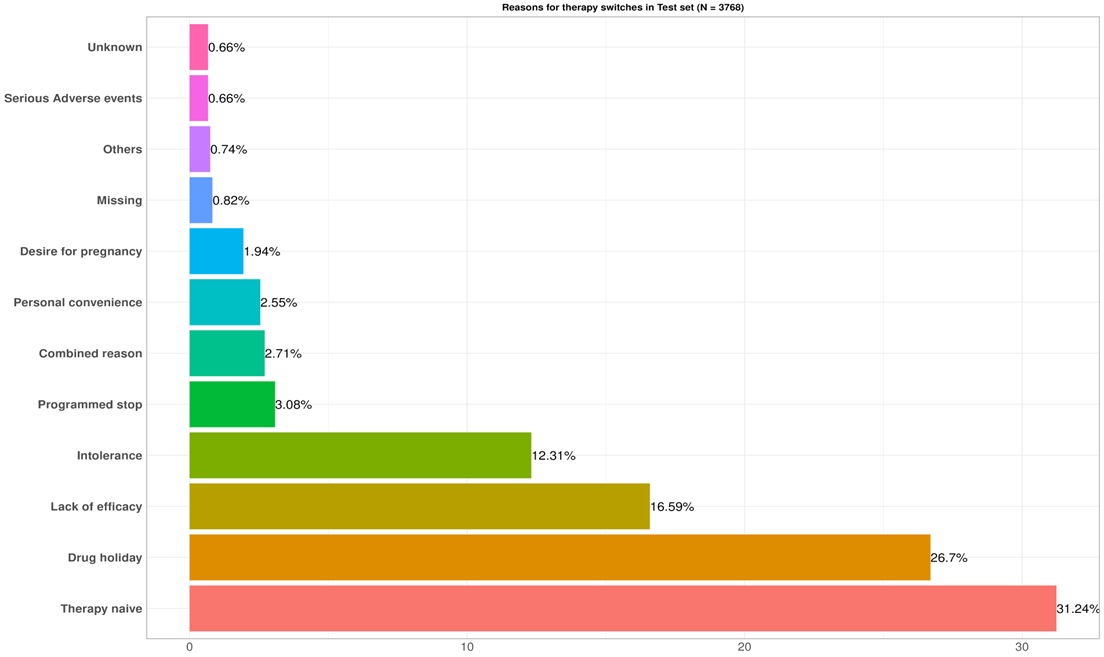 Reasons for therapy switches in Test set (N = 3768)
Unknown 0.66%
Serious Adverse events 0.66%
Others 0.74%
Missing 0.82%
Desire for pregnancy 1.94%
Personal convenience 2.55%
Combined reason 2.71%
Programmed stop 3.08%
Intolerance 12.31%
Lack of efficacy 16.59%
Drug holiday 26.7%
Therapy naive 31.24%
0 10 20 30